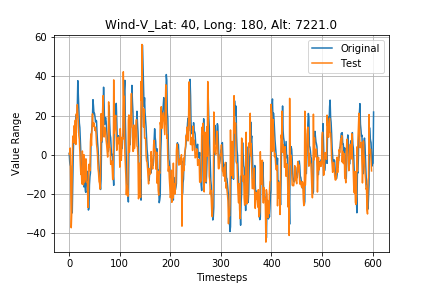 Wind-V_Lat: 40, Long: 180, Alt: 7221.0
Original
Test
Value Range
60
40
20
0
−20
−40
0 100 200 300 400 500 600
Timesteps